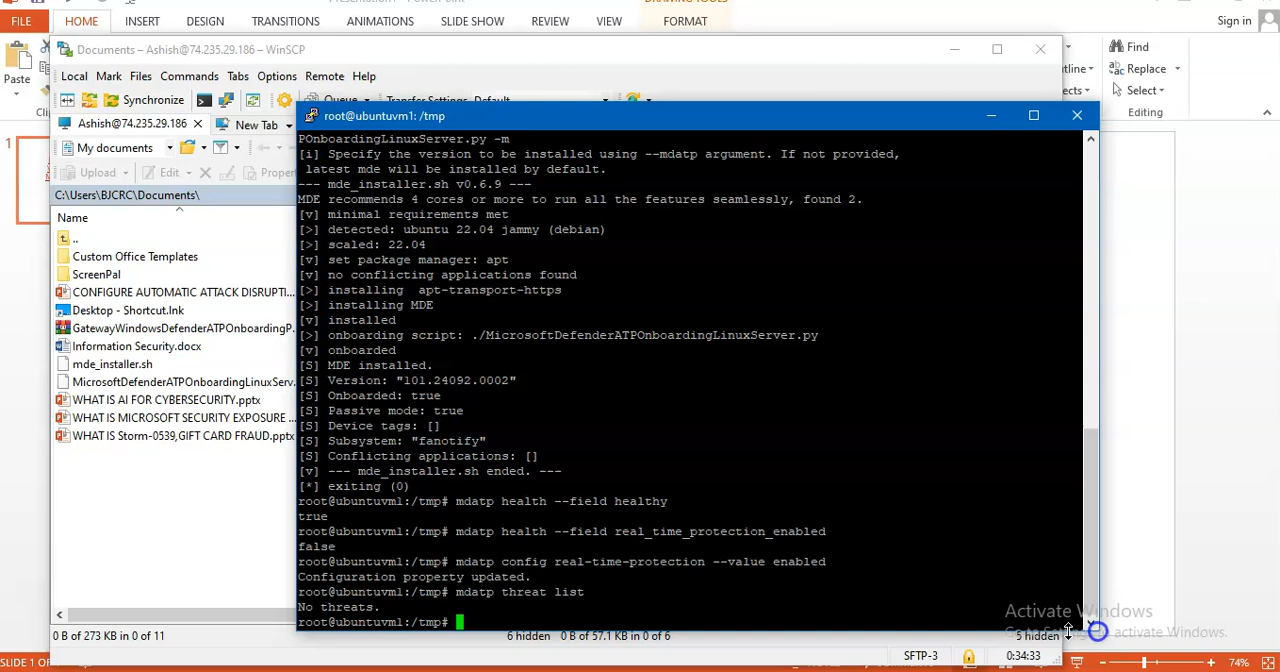 FILE HOME INSERT DESIGN TRANSITIONS ANIMATIONS SLIDE SHOW REVIEW VIEW FORMAT Sign in
Documents - Ashish@74.235.29.186 – WinSCP
Find
Paste
Replace
Select
Editing
Local Mark Files Commands Tabs Options Remote Help
Synchronize
Queue
Transfer Settings Default
Ashish@74.235.29.186 × New Tab
My documents
Upload Edit
C:\Users\BJCRC\Documents\
Name
..
Custom Office Templates
ScreenPal
CONFIGURE AUTOMATIC ATTACK DISRUPTI...
Desktop - Shortcut.lnk
GatewayWindowsDefenderATPOnboardingP...
Information Security.docx
mde_installer.sh
MicrosoftDefenderATPOnboardingLinuxServ...
WHAT IS AI FOR CYBERSECURITY.pptx
WHAT IS MICROSOFT SECURITY EXPOSURE ...
WHAT IS Storm-0539,GIFT CARD FRAUD.pptx
root@ubuntuvm1: /tmp
POnboardingLinuxServer.py -m
[i] Specify the version to be installed using --mdatp argument. If not provided,
latest mde will be installed by default.
--- mde_installer.sh v0.6.9 ---
MDE recommends 4 cores or more to run all the features seamlessly, found 2.
[v] minimal requirements met
[>] detected: ubuntu 22.04 jammy (debian)
[>] scaled: 22.04
[v] set package manager: apt
[v] no conflicting applications found
[>] installing  apt-transport-https
[>] installing MDE
[v] installed
[>] onboarding script: ./MicrosoftDefenderATPOnboardingLinuxServer.py
[v] onboarded
[S] MDE installed.
[S] Version: "101.24092.0002"
[S] Onboarded: true
[S] Passive mode: true
[S] Device tags: []
[S] Subsystem: "fanotify"
[S] Conflicting applications: []
[v] --- mde_installer.sh ended. ---
[*] exiting (0)
root@ubuntuvm1:/tmp# mdatp health --field healthy
true
root@ubuntuvm1:/tmp# mdatp health --field real_time_protection_enabled
false
root@ubuntuvm1:/tmp# mdatp config real-time-protection --value enabled
Configuration property updated.
root@ubuntuvm1:/tmp# mdatp threat list
No threats.
root@ubuntuvm1:/tmp#
Activate Windows
activate Windows.
0 B of 273 KB in 0 of 11 6 hidden 0 B of 57.1 KB in 0 of 6 5 hidden
SFTP-3 0:34:33
74%
1